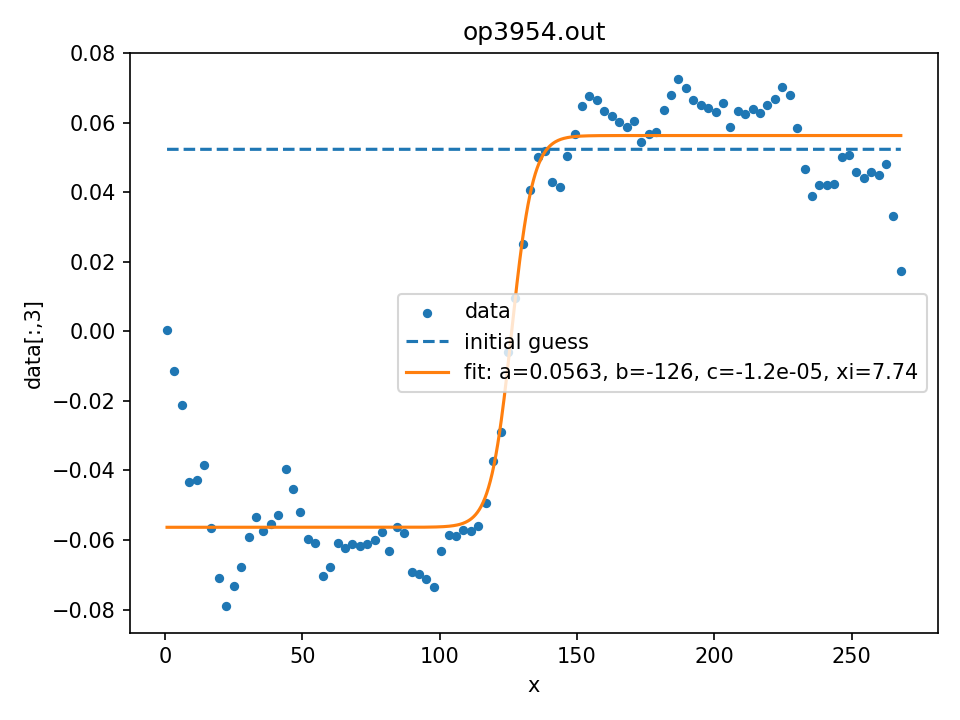 op3954.out
0.08
0.06
0.04
0.02
0.00
−0.02
−0.04
−0.06
−0.08
data[:,3]
data
initial guess
fit: a=0.0563, b=-126, c=-1.2e-05, xi=7.74
0 50 100 150 200 250
x